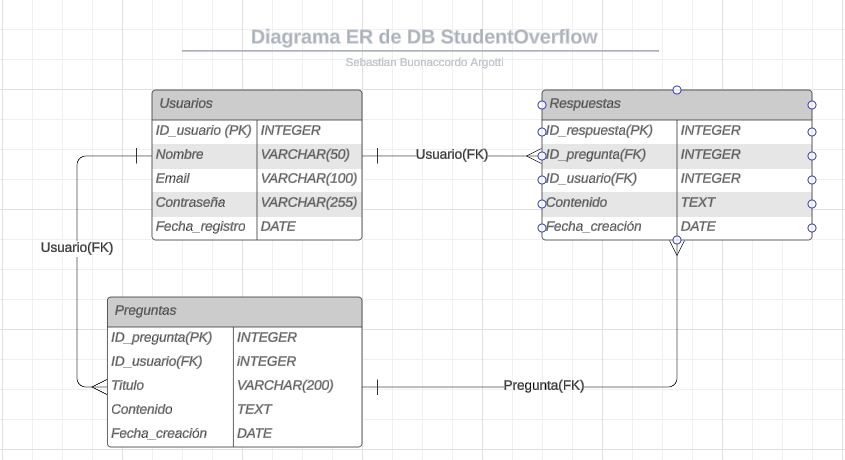 Diagrama ER de DB StudentOverflow
Sebastian Buonaccordo Argotti
Usuarios
ID_usuario (PK) INTEGER
Nombre VARCHAR(50)
Email VARCHAR(100)
Contraseña VARCHAR(255)
Fecha_registro DATE
Usuario(FK)
Respuestas
ID_respuesta(PK) INTEGER
ID_pregunta(FK) INTEGER
ID_usuario(FK) INTEGER
Contenido TEXT
Fecha_creación DATE
Usuario(FK)
Preguntas
ID_pregunta(PK) INTEGER
ID_usuario(FK) iNTEGER
Titulo VARCHAR(200)
Contenido TEXT
Fecha_creación DATE
Pregunta(FK)